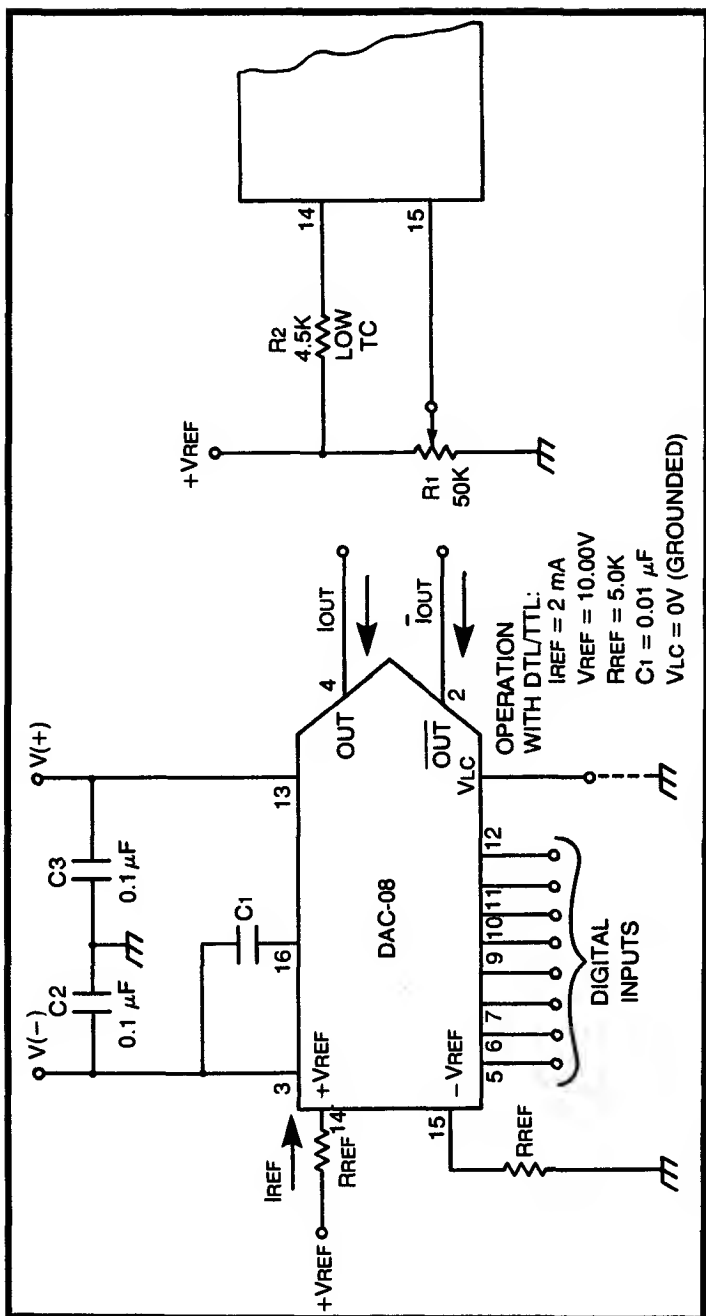 V(-)
V(+)
C2
0.1 µF
C3
0.1 µF
C1
3
16
13
IREF
+VREF
RREF
14
+VREF
DAC-08
OUT
4
IOUT
OUT
2
IOUT
15
- VREF
VLC
RREF
5
6
7
9
10
11
12
DIGITAL
INPUTS
OPERATION
WITH DTL/TTL:
IREF = 2 mA
VREF = 10.00V
RREF = 5.0K
C1 = 0.01 µF
VLC = 0V (GROUNDED)
+VREF
R2
4.5K
LOW
TC
14
R1
50K
15